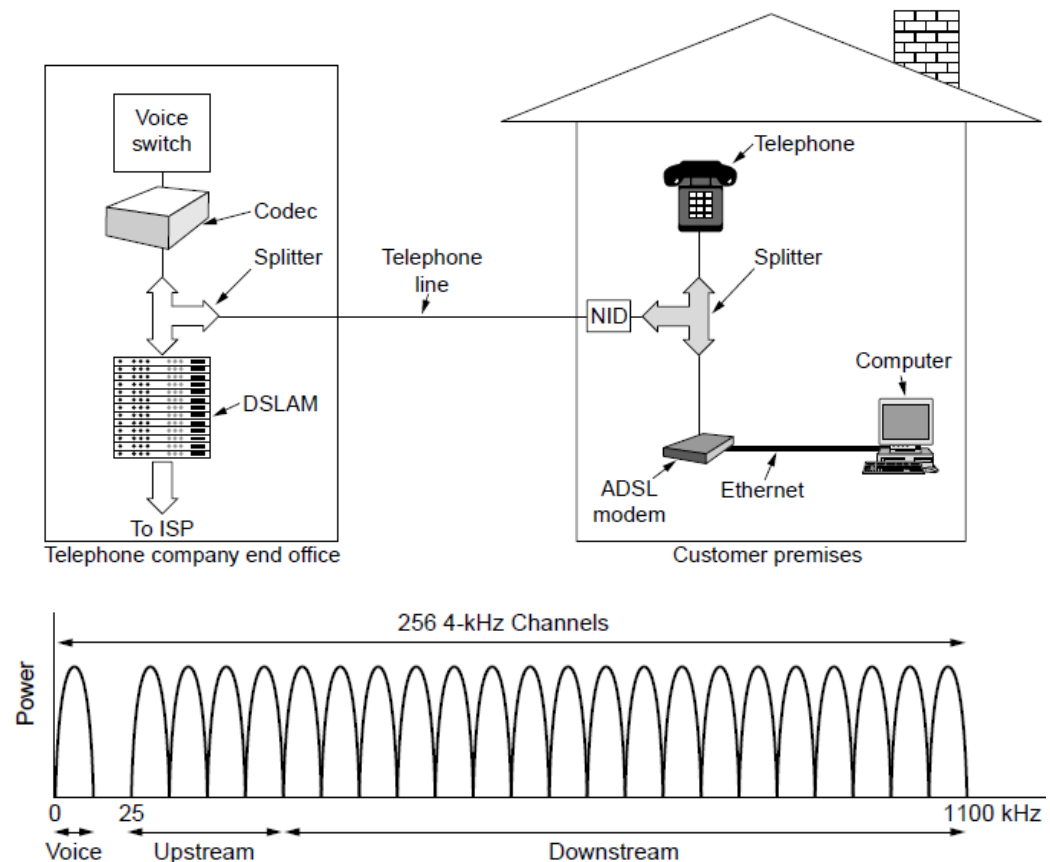 Voice
switch
Codec
Splitter
DSLAM
To ISP
Telephone company end office
Telephone
line
Telephone
Splitter
NID
Computer
ADSL
modem
Ethernet
Customer premises
256 4-kHz Channels
Power
0
25
1100 kHz
Voice
Upstream
Downstream